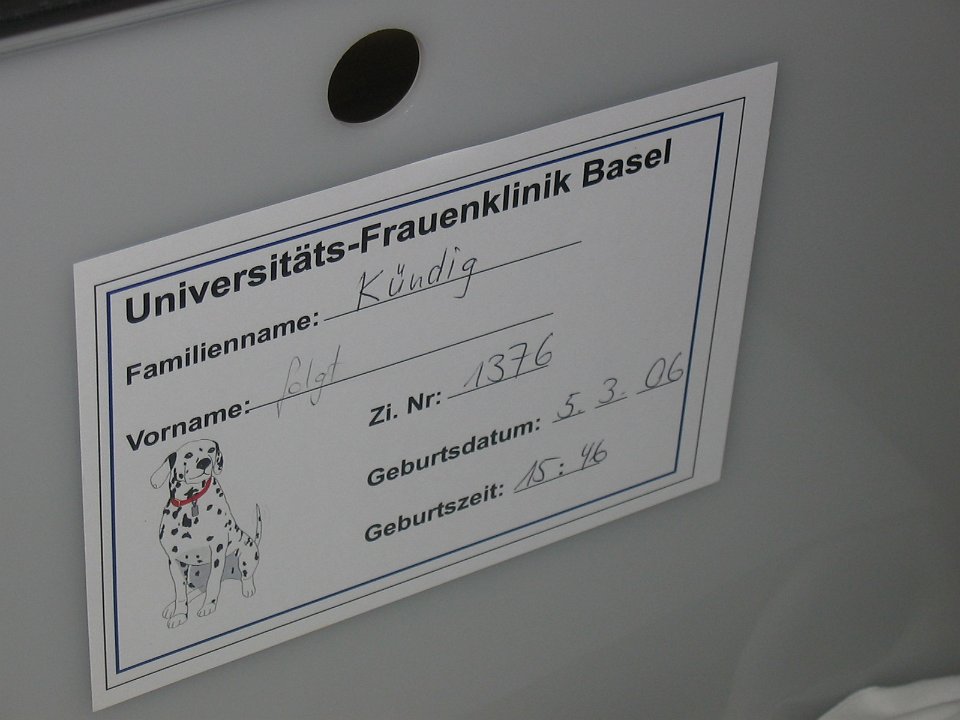 Universitäts-Frauenklinik Basel
Familienname: Kündig
Vorname: folgt
Zi. Nr: 1376
Geburtsdatum: 5. 3. 06
Geburtszeit: 15:46